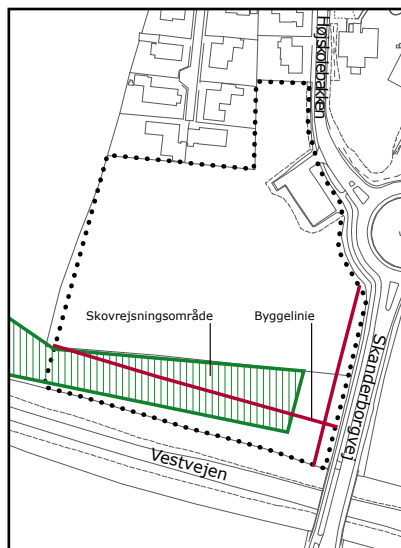 Højskolebakken
Skovrejsningsområde
Byggelinie
Skanderborgvej
Vestvejen